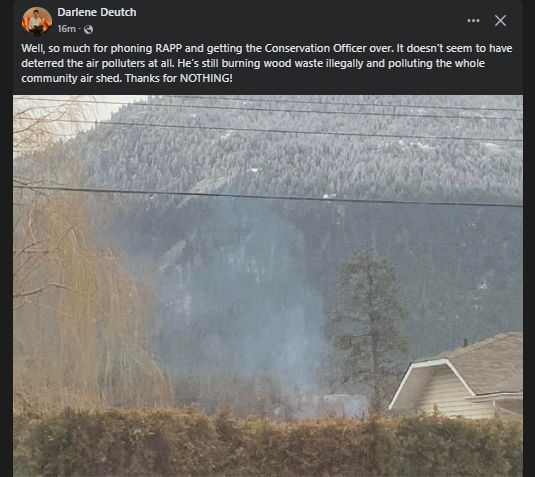 Darlene Deutch
16m ·
Well, so much for phoning RAPP and getting the Conservation Officer over. It doesn't seem to have
deterred the air polluters at all. He's still burning wood waste illegally and polluting the whole
community air shed. Thanks for NOTHING!